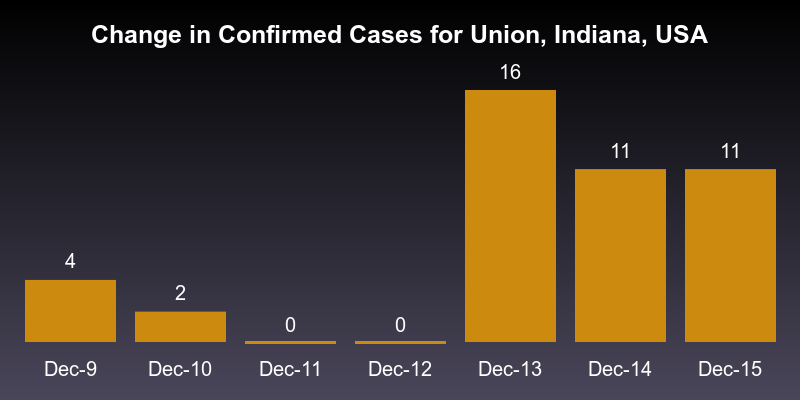 Change in Confirmed Cases for Union, Indiana, USA
16
11 11
4
2
0 0
Dec-9 Dec-10 Dec-11 Dec-12 Dec-13 Dec-14 Dec-15